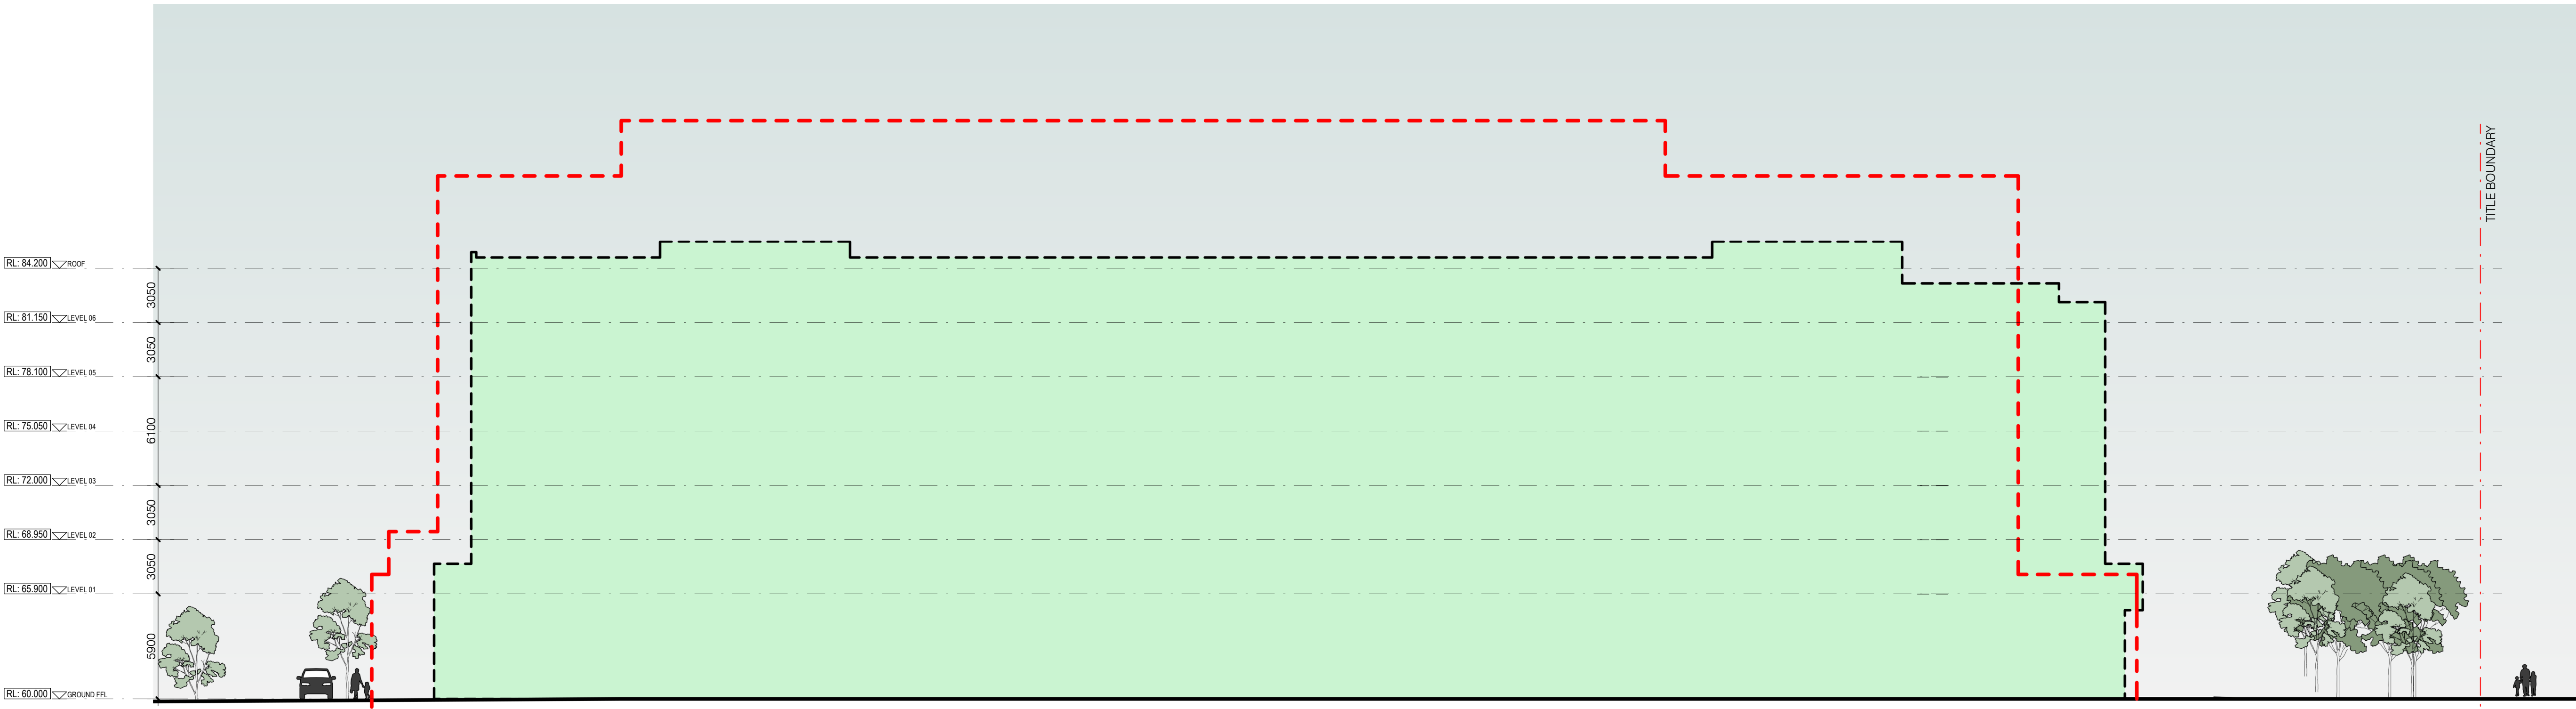 TITLE BOUNDARY
RL: 84.200 ROOF
3050
RL: 81.150 LEVEL 06
3050
RL: 78.100 LEVEL 05
6100
RL: 75.050 LEVEL 04
RL: 72.000 LEVEL 03
3050
RL: 68.950 LEVEL 02
3050
RL: 65.900 LEVEL 01
5900
RL: 60.000 GROUND FFL